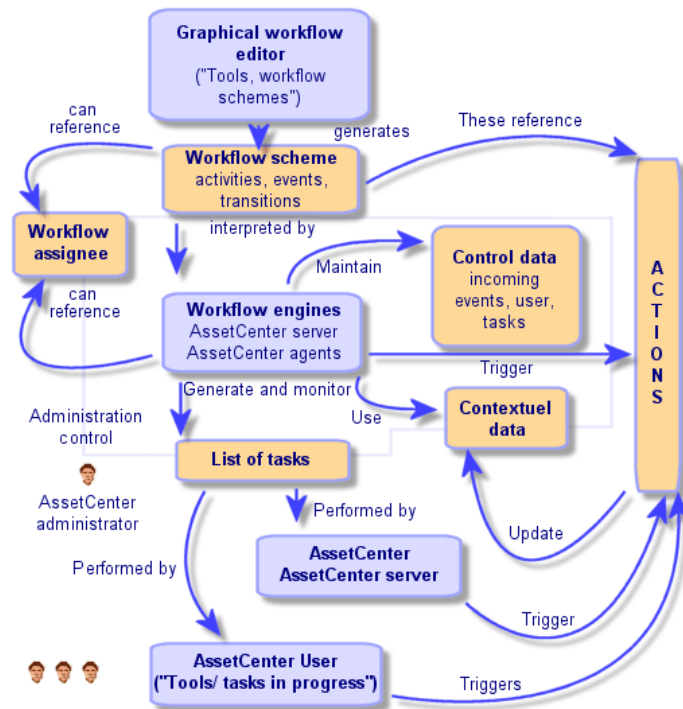 Graphical workflow
editor
("Tools, workflow
schemes")
can
reference
generates
These reference
Workflow scheme
activities, events,
transitions
Workflow
assignee
interpreted by
Maintain
Control data
incoming
events, user,
tasks
ACTIONS
can
reference
Workflow engines
AssetCenter server
AssetCenter agents
Trigger
Generate and monitor
Use
Contextuel
data
Administration
control
List of tasks
AssetCenter
administrator
Performed by
Update
AssetCenter
AssetCenter server
Performed by
Trigger
AssetCenter User
("Tools/ tasks in progress")
Triggers